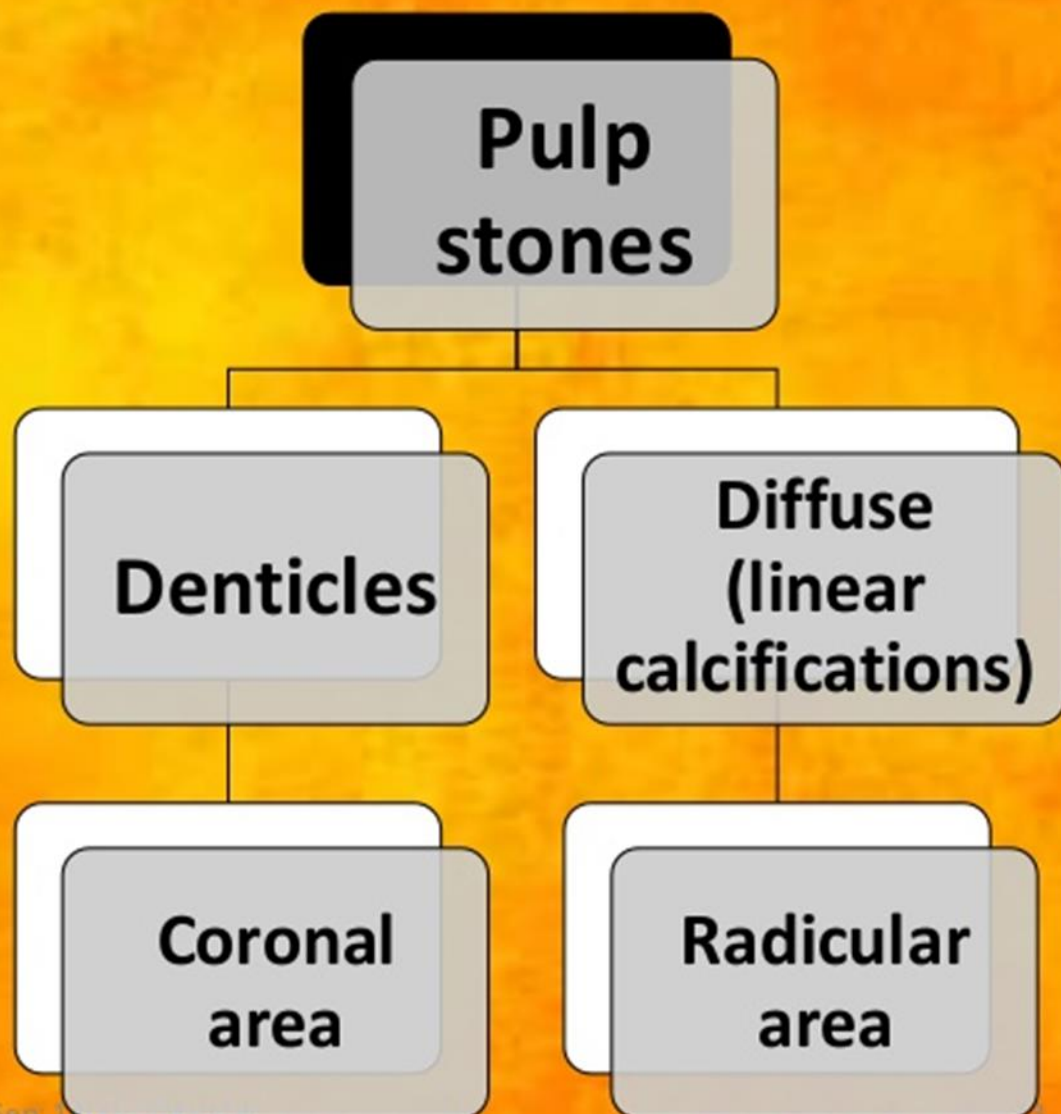 Pulp
stones
Denticles
Diffuse
(linear
calcifications)
Coronal
area
Radicular
area